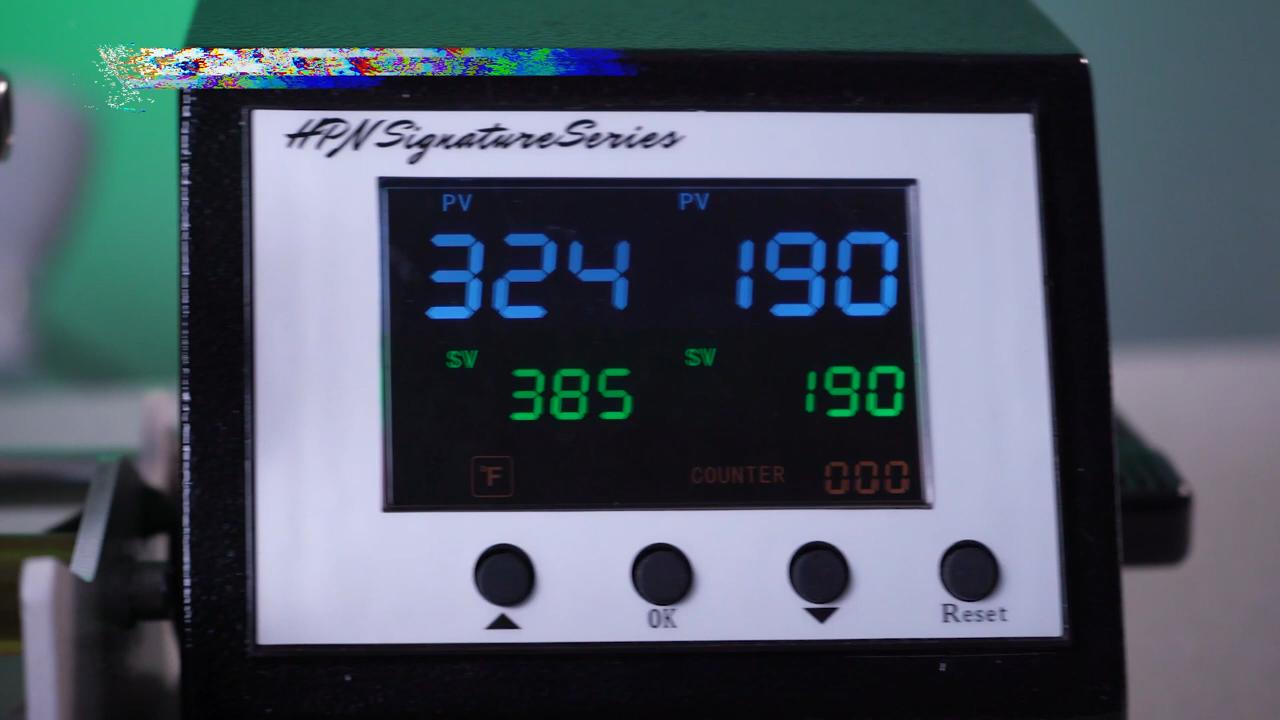 HPN Signature Series
PV PV
324 190
SV SV
385 190
°F COUNTER 000
OK Reset